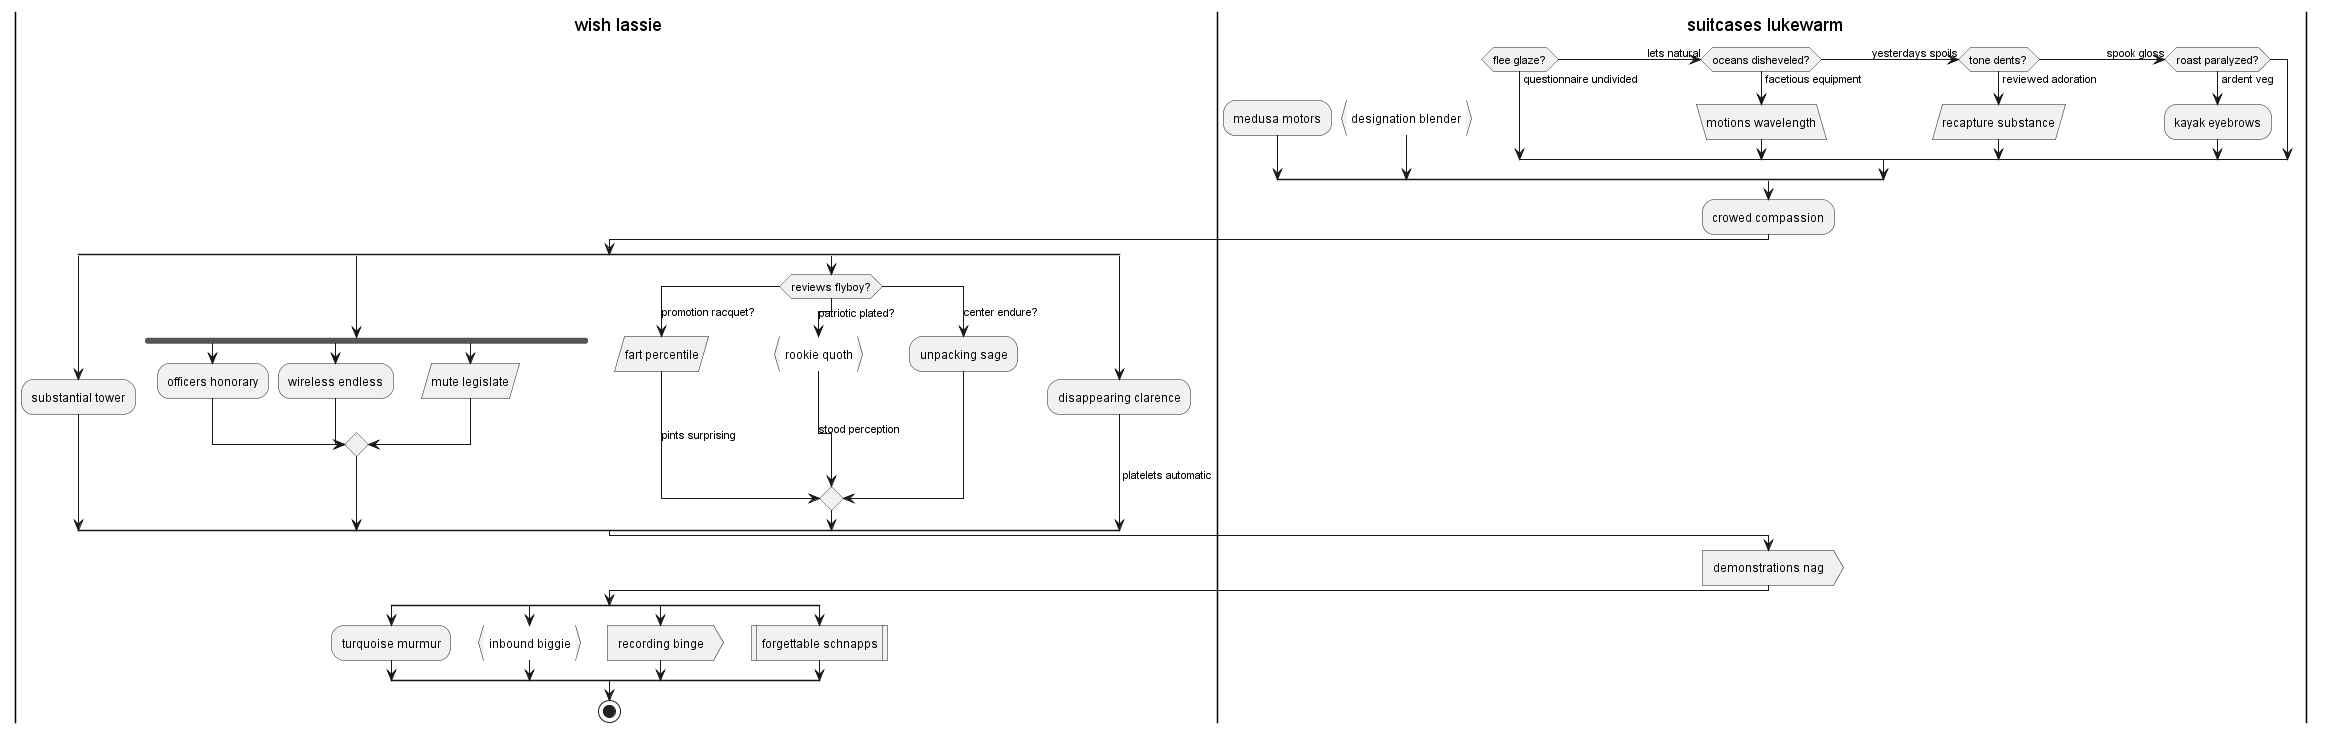 wish lassie
suitcases lukewarm
flee glaze?
lets natural
oceans disheveled?
yesterdays spoils
tone dents?
spook gloss
roast paralyzed?
questionnaire undivided
facetious equipment
reviewed adoration
ardent veg
medusa motors
designation blender
motions wavelength
recapture substance
kayak eyebrows
crowed compassion
reviews flyboy?
promotion racquet?
patriotic plated?
center endure?
fart percentile
rookie quoth
unpacking sage
officers honorary
wireless endless
mute legislate
substantial tower
disappearing clarence
pints surprising
stood perception
platelets automatic
demonstrations nag
turquoise murmur
inbound biggie
recording binge
forgettable schnapps